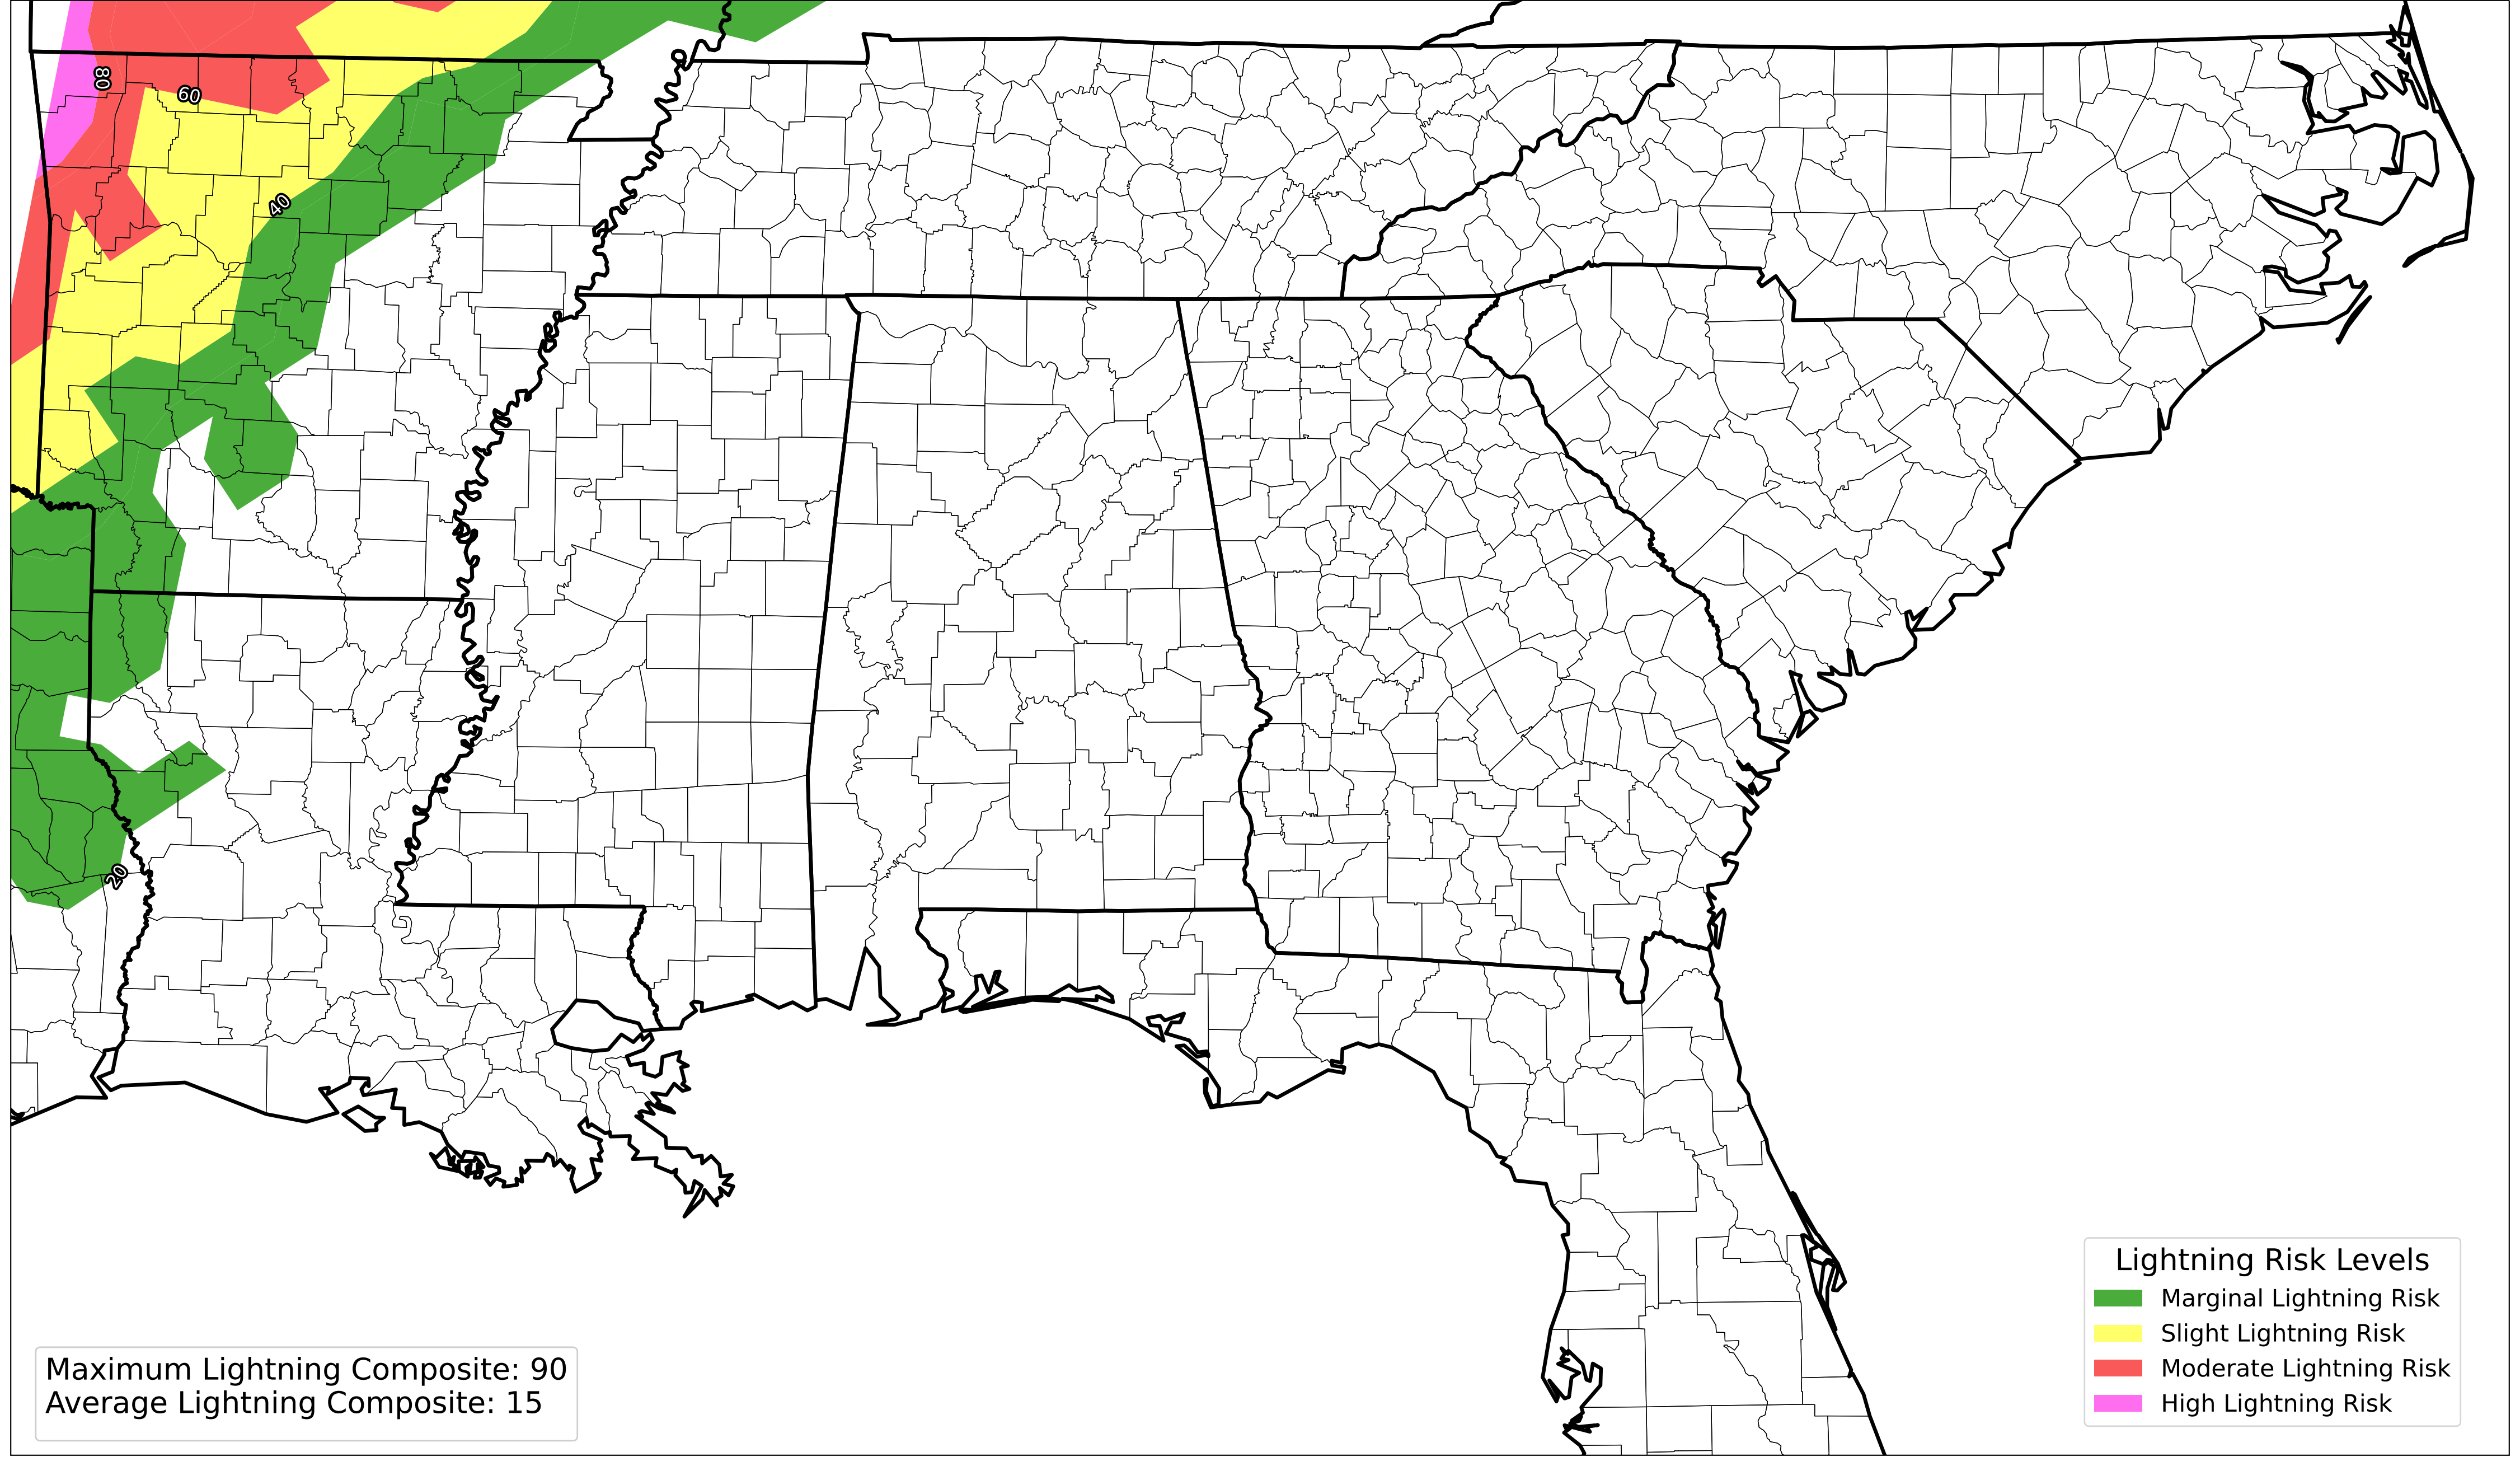 80
60
40
20
Lightning Risk Levels
Marginal Lightning Risk
Slight Lightning Risk
Moderate Lightning Risk
High Lightning Risk
Maximum Lightning Composite: 90
Average Lightning Composite: 15